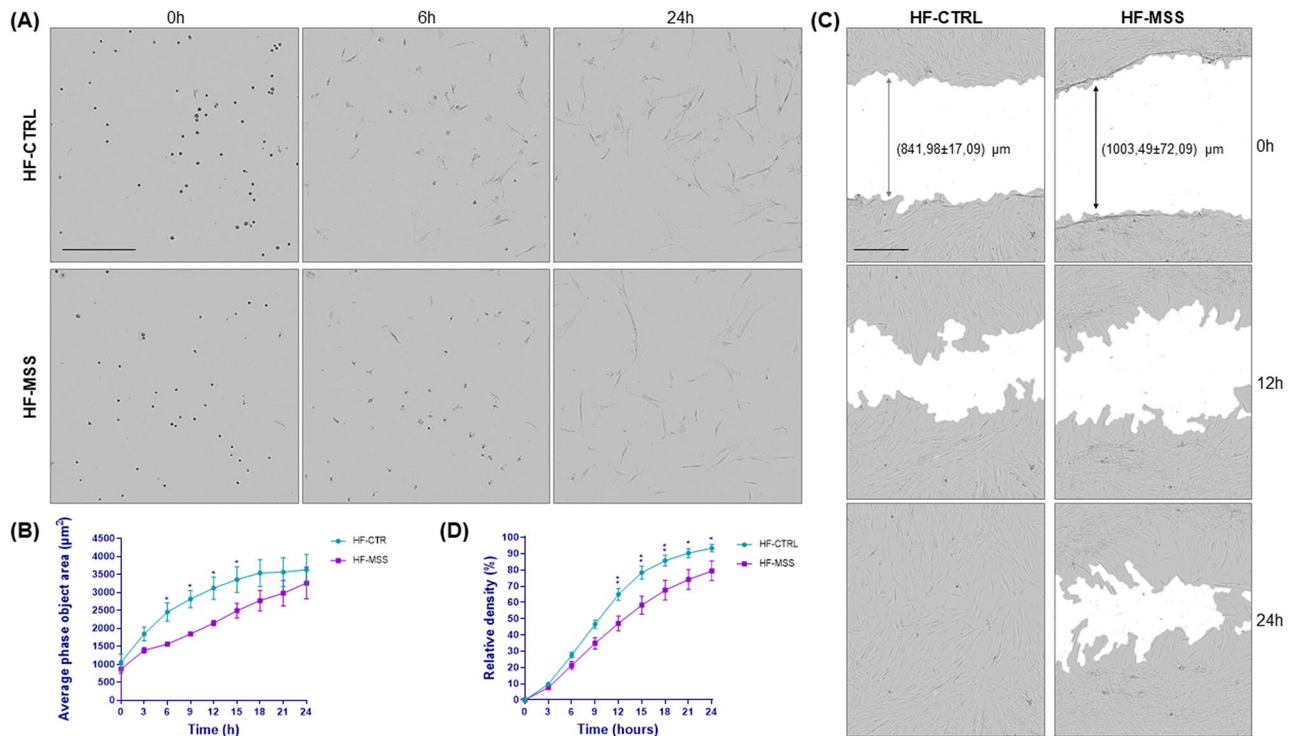 (A)
0h
6h
24h
HF-CTRL
HF-MSS
(B)
Average phase object area (µm²)
4500
4000
3500
3000
2500
2000
1500
1000
500
0
0 3 6 9 12 15 18 21 24
Time (h)
* * * *
HF-CTR
HF-MSS
(D)
Relative density (%)
100
90
80
70
60
50
40
30
20
10
0
0 3 6 9 12 15 18 21 24
Time (hours)
** ** ** * *
HF-CTRL
HF-MSS
(C)
HF-CTRL
HF-MSS
(841,98±17,09) µm
(1003,49±72,09) µm
0h
12h
24h